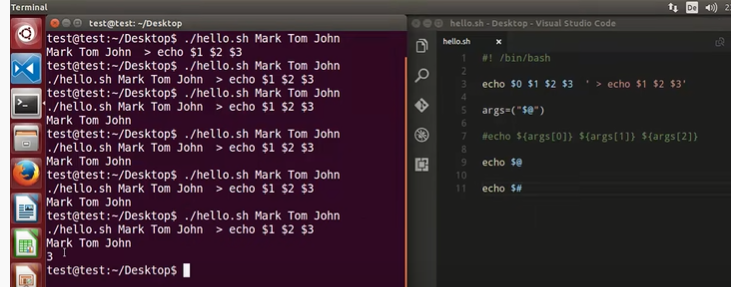 Terminal
De
test@test: ~/Desktop
hello.sh - Desktop - Visual Studio Code
test@test:~/Desktop$ ./hello.sh Mark Tom John
Mark Tom John  > echo $1 $2 $3
test@test:~/Desktop$ ./hello.sh Mark Tom John
./hello.sh Mark Tom John  > echo $1 $2 $3
test@test:~/Desktop$ ./hello.sh Mark Tom John
./hello.sh Mark Tom John  > echo $1 $2 $3
Mark Tom John
test@test:~/Desktop$ ./hello.sh Mark Tom John
./hello.sh Mark Tom John  > echo $1 $2 $3
Mark Tom John
test@test:~/Desktop$ ./hello.sh Mark Tom John
./hello.sh Mark Tom John  > echo $1 $2 $3
Mark Tom John
test@test:~/Desktop$ ./hello.sh Mark Tom John
./hello.sh Mark Tom John  > echo $1 $2 $3
Mark Tom John
3
test@test:~/Desktop$
hello.sh
1 #! /bin/bash
2
3 echo $0 $1 $2 $3  ' > echo $1 $2 $3'
4
5 args=("$@")
6
7 #echo ${args[0]} ${args[1]} ${args[2]}
8
9 echo $@
10
11 echo $#